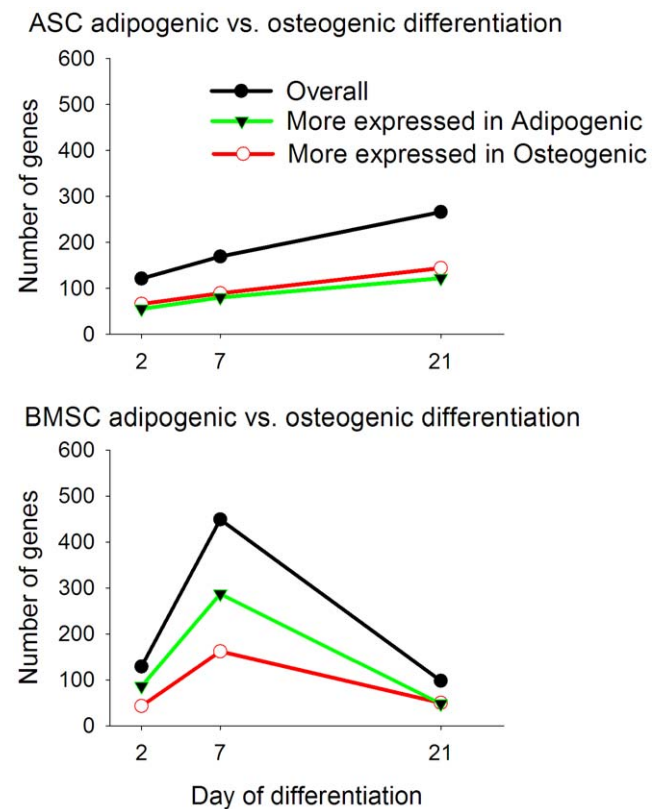 ASC adipogenic vs. osteogenic differentiation
600
500
400
300
200
100
0
Number of genes
Overall
More expressed in Adipogenic
More expressed in Osteogenic
2 7 21
BMSC adipogenic vs. osteogenic differentiation
600
500
400
300
200
100
0
Number of genes
2 7 21
Day of differentiation